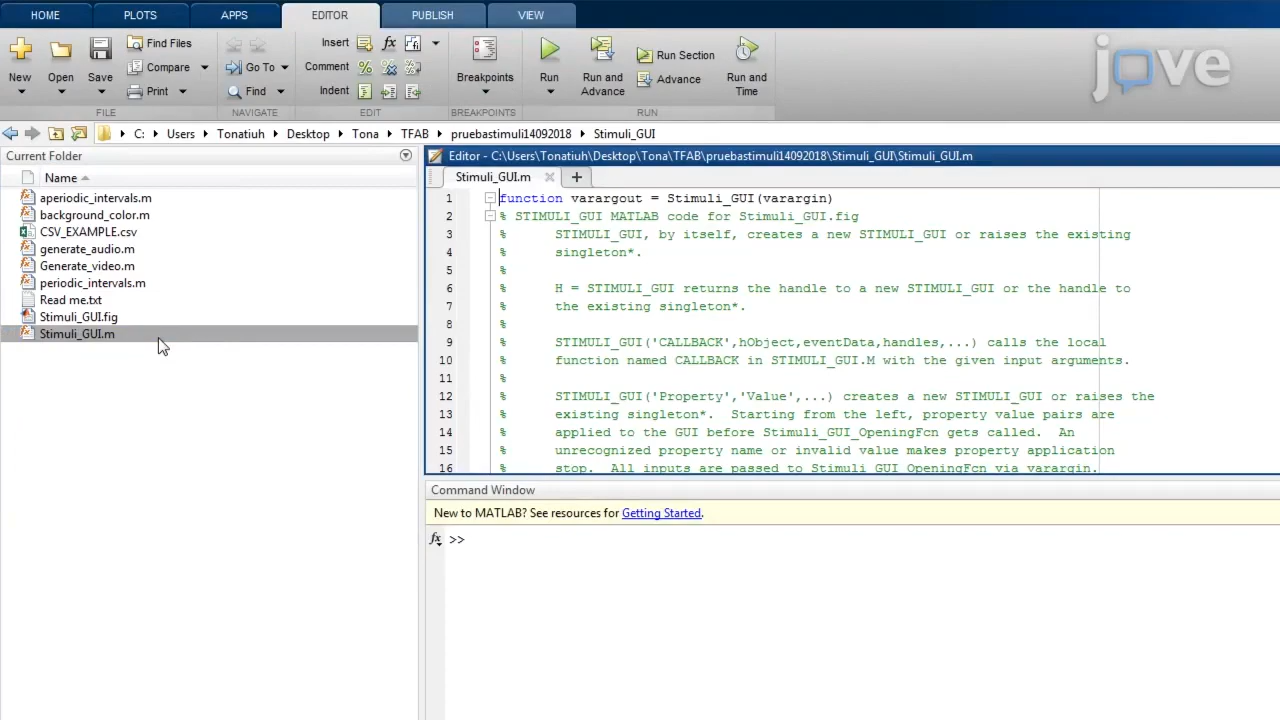 HOME PLOTS APPS EDITOR PUBLISH VIEW
New Open Save
Find Files
Compare
Print
FILE
Go To
Find
NAVIGATE
Insert fx
Comment % %
Indent
EDIT
Breakpoints
BREAKPOINTS
Run
Run and Advance
Run Section
Advance
Run and Time
RUN
jove
C: Users Tonatiuh Desktop Tona TFAB pruebastimuli14092018 Stimuli_GUI
Current Folder
Name
aperiodic_intervals.m
background_color.m
CSV_EXAMPLE.csv
generate_audio.m
Generate_video.m
periodic_intervals.m
Read me.txt
Stimuli_GUI.fig
Stimuli_GUI.m
Editor - C:\Users\Tonatiuh\Desktop\Tona\TFAB\pruebastimuli14092018\Stimuli_GUI\Stimuli_GUI.m
Stimuli_GUI.m
1 function varargout = Stimuli_GUI(varargin)
2 % STIMULI_GUI MATLAB code for Stimuli_GUI.fig
3 % STIMULI_GUI, by itself, creates a new STIMULI_GUI or raises the existing
4 % singleton*.
5 %
6 % H = STIMULI_GUI returns the handle to a new STIMULI_GUI or the handle to
7 % the existing singleton*.
8 %
9 % STIMULI_GUI('CALLBACK',hObject,eventData,handles,...) calls the local
10 % function named CALLBACK in STIMULI_GUI.M with the given input arguments.
11 %
12 % STIMULI_GUI('Property','Value',...) creates a new STIMULI_GUI or raises the
13 % existing singleton*. Starting from the left, property value pairs are
14 % applied to the GUI before Stimuli_GUI_OpeningFcn gets called. An
15 % unrecognized property name or invalid value makes property application
16 % stop. All inputs are passed to Stimuli_GUI_OpeningFcn via varargin.
Command Window
New to MATLAB? See resources for Getting Started.
fx >>